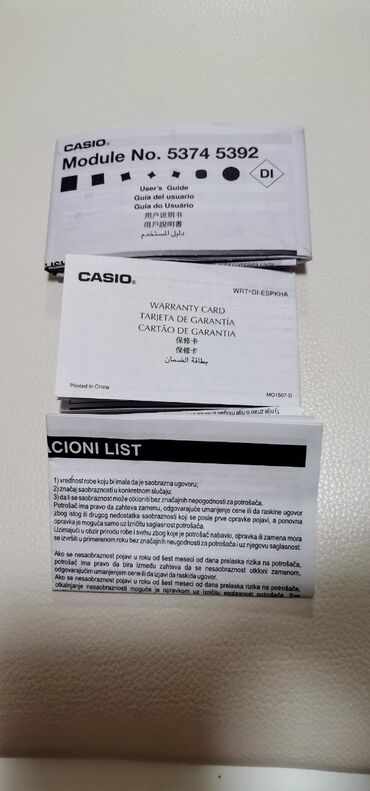 CASIO®
Module No. 5374 5392
DI
User's Guide
Guía del usuario
Guia do Usuário
用户说明书
用戶說明書
دليل المستخدم
CASIO®
WRT-DI-ESPKHA
WARRANTY CARD
TARJETA DE GARANTÍA
CARTÃO DE GARANTIA
保修卡
保修卡
بطاقة الضمان
Printed in China
MO1507-D
ACIONI LIST
1) vrednost robe koju bi imala da je saobrazna ugovoru;
2) značaj saobraznosti u konkretnom slučaju;
3) da li se saobraznost može otkloniti bez značajnih nepogodnosti za potrošača.
Potrošač ima pravo da zahteva zamenu, odgovarajuće umanjenje cene ili da raskine ugovor
zbog istog ili drugog nedostatka saobraznosti koji se posle prve opravke pojavi, a ponovna
opravka je moguća samo uz izričitu saglasnost potrošača.
Uzimajući u obzir prirodu robe i svrhu zbog koje je potrošač nabavio, opravka ili zamena mora
se izvršiti u primerenom roku bez značajnih neugodnosti za potrošača i uz njegovu saglasnost.
Ako se nesaobraznost pojavi u roku od šest meseci od dana prelaska rizika na potrošača,
potrošač ima pravo da bira između zahteva da se nesaobraznost otkloni zamenom,
odgovarajućim umanjenjem cene ili da izjavi da raskida ugovor.
Ako se nesaobraznost pojavi u roku od šest meseci od dana prelaska rizika na potrošača,
otklanjanje nesaobraznosti moguće je opravkom uz izričitu saglasnost potrošača.